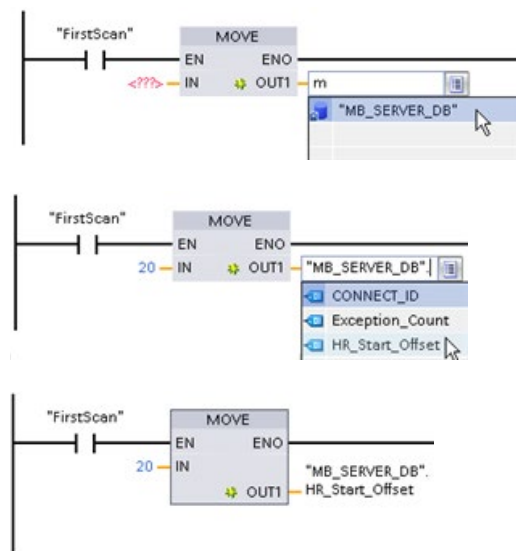 "FirstScan"
MOVE
EN ENO
<???> IN OUT1 m
"MB_SERVER_DB"
"FirstScan"
MOVE
EN ENO
20 IN OUT1 "MB_SERVER_DB".
CONNECT_ID
Exception_Count
HR_Start_Offset
"FirstScan"
MOVE
EN ENO
20 IN
"MB_SERVER_DB".
OUT1 HR_Start_Offset